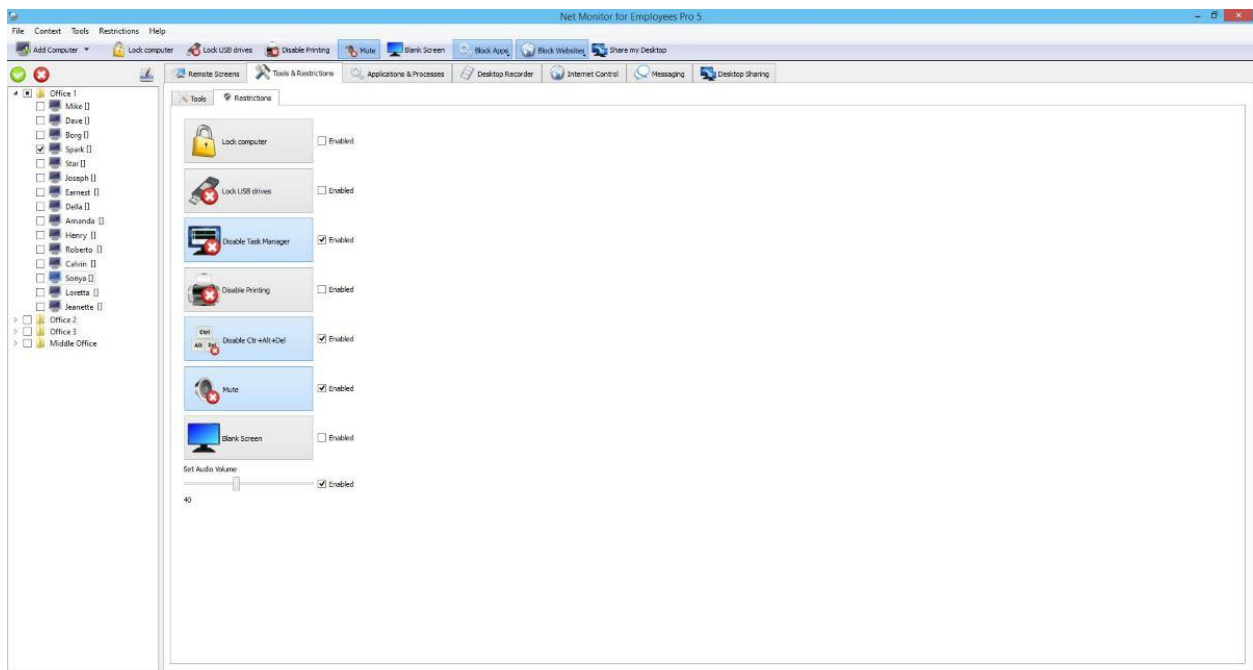 Net Monitor for Employees Pro 5
File Context Tools Restrictions Help
Add Computer Lock computer Lock USB drives Disable Printing Mute Blank Screen Block Apps Block Websites Share my Desktop
Remote Screens Tools & Restrictions Applications & Processes Desktop Recorder Internet Control Messaging Desktop Sharing
Tools Restrictions
Office 1
Mike []
Dave []
Borg []
Spark []
Star []
Joseph []
Earnest []
Della []
Amanda []
Henry []
Roberto []
Calvin []
Sonya []
Loretta []
Jeanette []
Office 2
Office 3
Middle Office
Lock computer Enabled
Lock USB drives Enabled
Disable Task Manager Enabled
Disable Printing Enabled
Ctrl
Alt Del
Disable Ctr+Alt+Del Enabled
Mute Enabled
Blank Screen Enabled
Set Audio Volume
Enabled
40